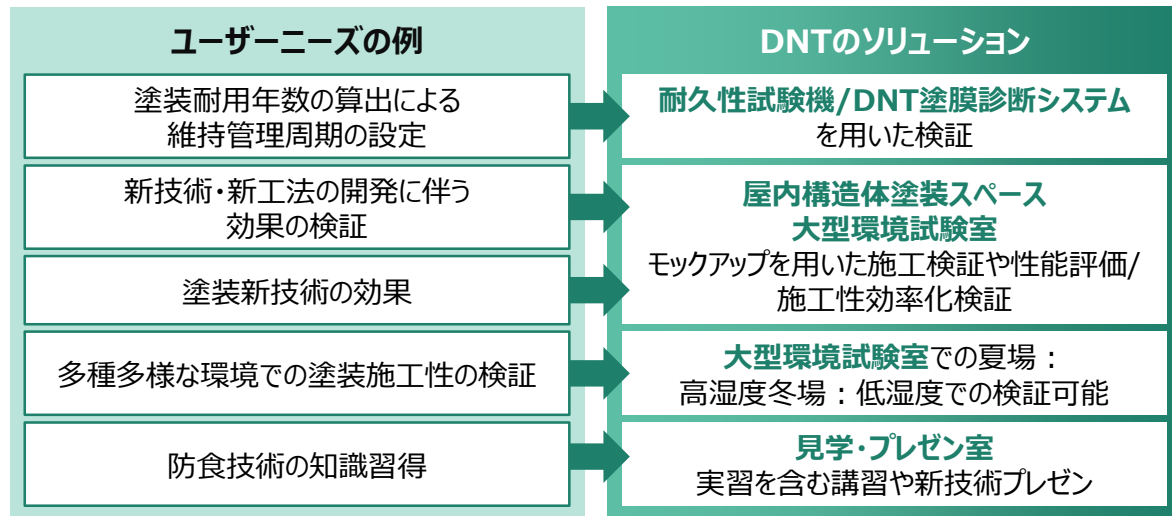 ユーザーニーズの例
DNTのソリューション
塗装耐用年数の算出による
維持管理周期の設定
耐久性試験機/DNT塗膜診断システム
を用いた検証
新技術・新工法の開発に伴う
効果の検証
塗装新技術の効果
屋内構造体塗装スペース
大型環境試験室
モックアップを用いた施工検証や性能評価/
施工性効率化検証
多種多様な環境での塗装施工性の検証
大型環境試験室での夏場：
高湿度冬場：低湿度での検証可能
防食技術の知識習得
見学・プレゼン室
実習を含む講習や新技術プレゼン